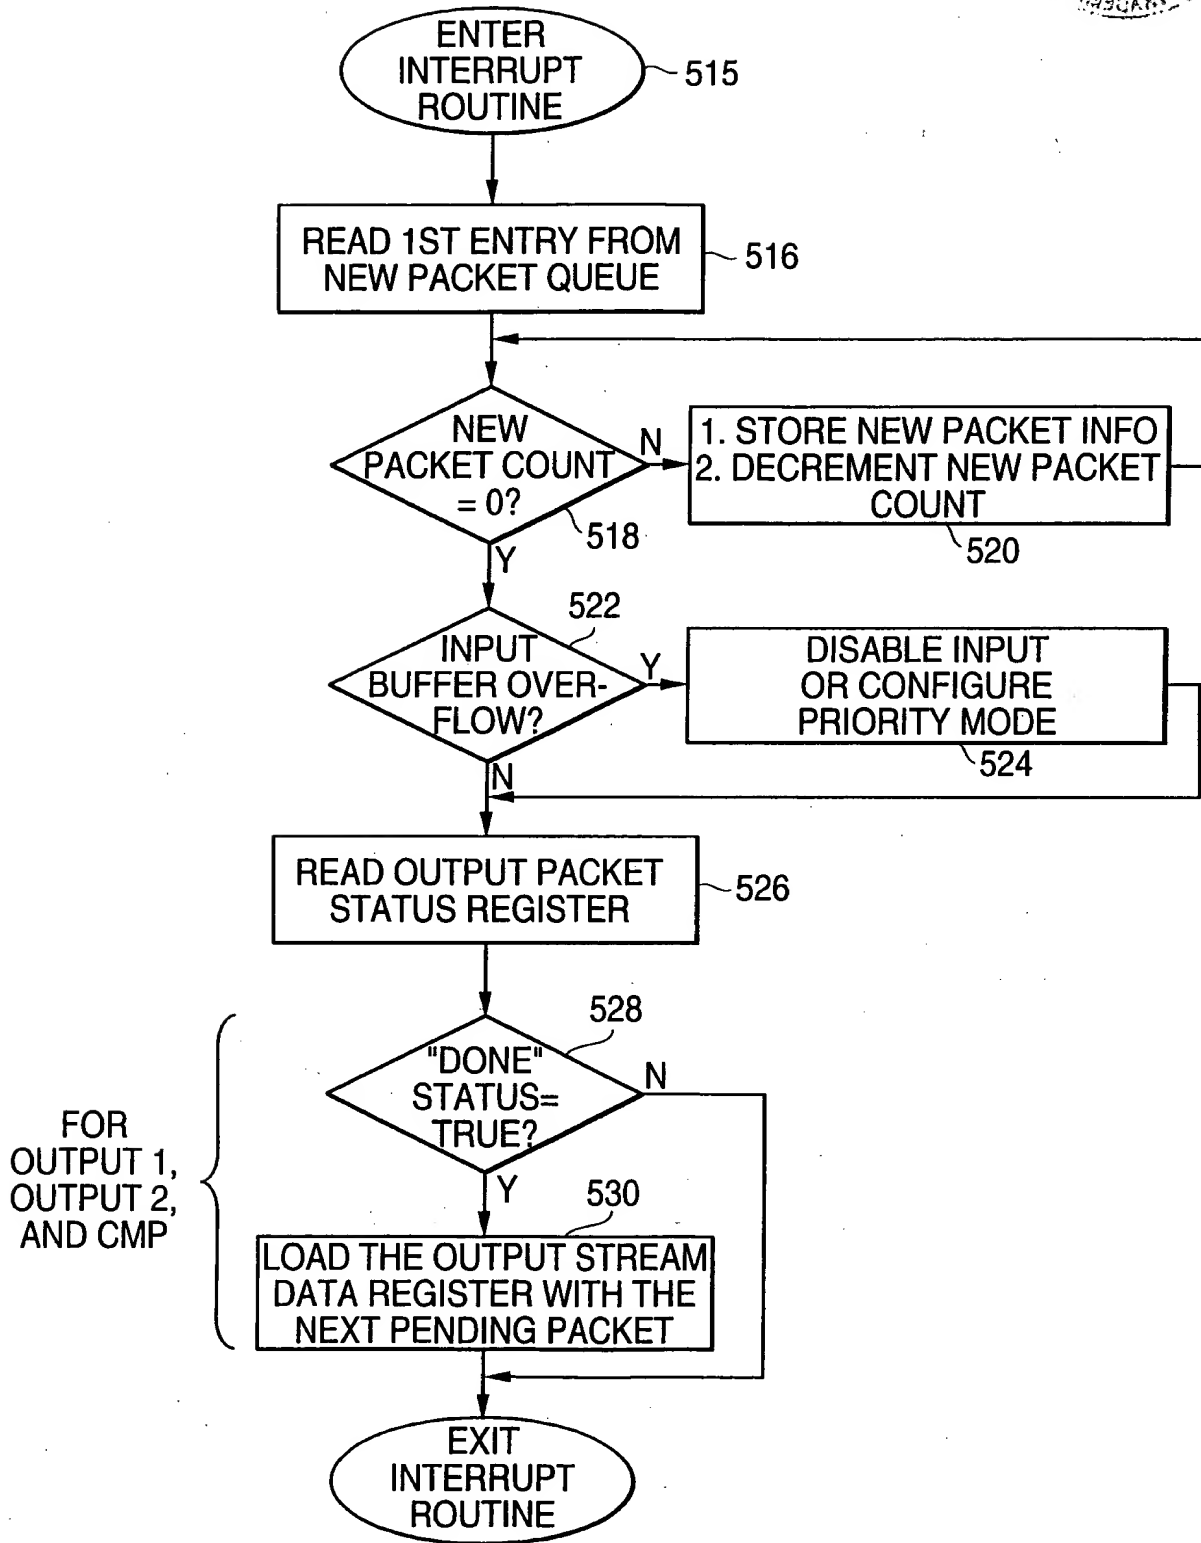 ENTER
INTERRUPT
ROUTINE
515
READ 1ST ENTRY FROM
NEW PACKET QUEUE
516
NEW
PACKET COUNT
= 0?
N
518
Y
1. STORE NEW PACKET INFO
2. DECREMENT NEW PACKET
COUNT
520
522
INPUT
BUFFER OVER-
FLOW?
Y
N
DISABLE INPUT
OR CONFIGURE
PRIORITY MODE
524
READ OUTPUT PACKET
STATUS REGISTER
526
528
"DONE"
STATUS=
TRUE?
N
Y
FOR
OUTPUT 1,
OUTPUT 2,
AND CMP
530
LOAD THE OUTPUT STREAM
DATA REGISTER WITH THE
NEXT PENDING PACKET
EXIT
INTERRUPT
ROUTINE